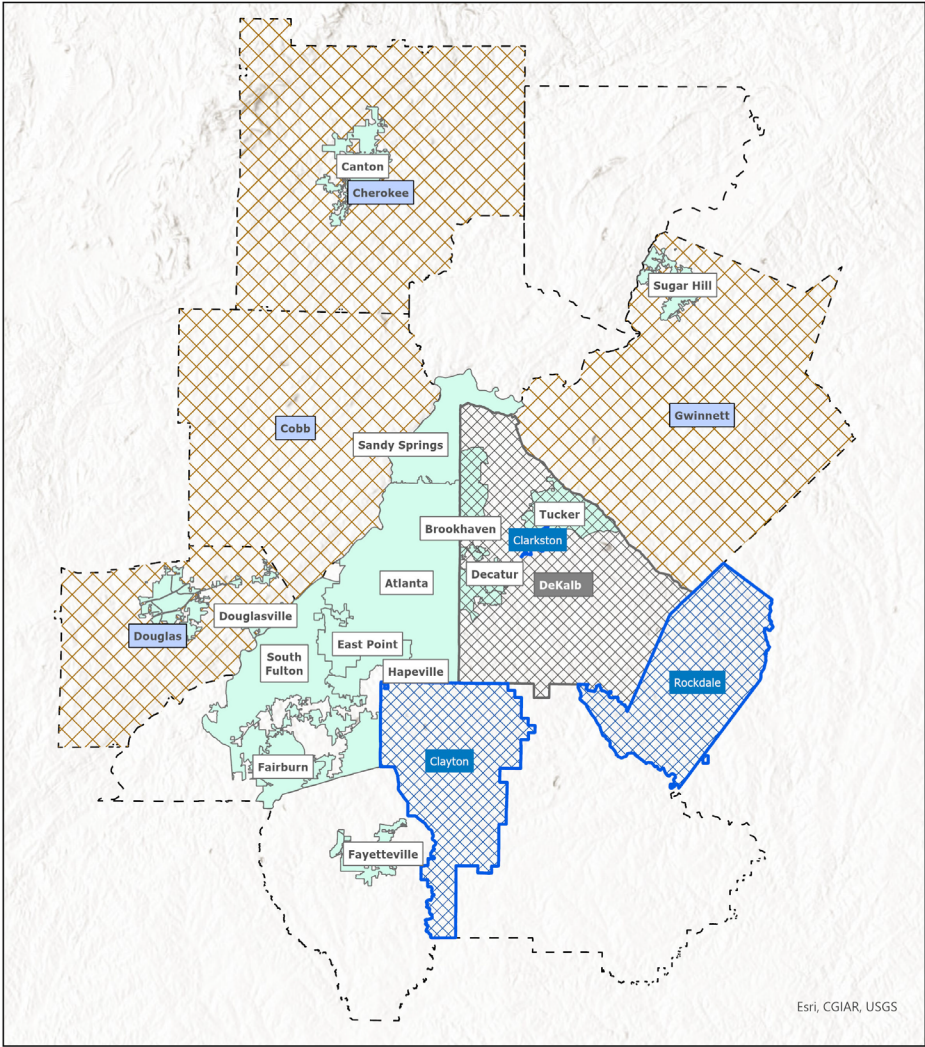 Canton
Cherokee
Sugar Hill
Gwinnett
Cobb
Sandy Springs
Tucker
Brookhaven
Clarkston
Decatur
DeKalb
Atlanta
Douglasville
Douglas
East Point
South
Fulton
Hapeville
Rockdale
Clayton
Fairburn
Fayetteville
Esri, CGIAR, USGS